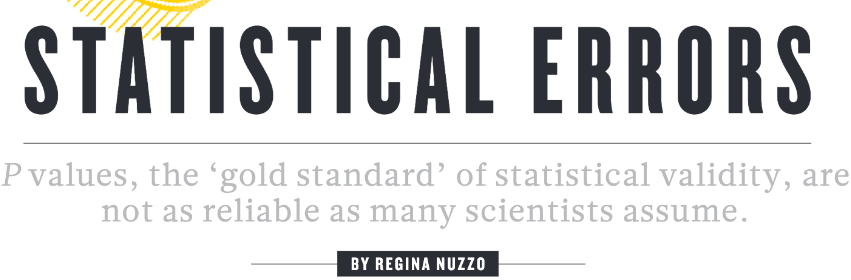 STATISTICAL ERRORS
P values, the ‘gold standard’ of statistical validity, are
not as reliable as many scientists assume.
BY REGINA NUZZO